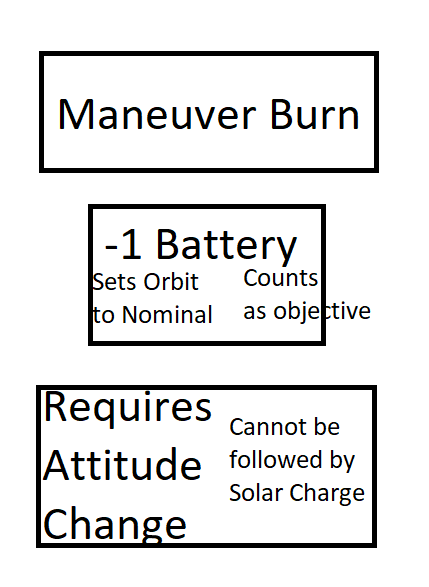 Maneuver Burn
-1 Battery
Sets Orbit
to Nominal
Counts
as objective
Requires
Attitude
Change
Cannot be
followed by
Solar Charge